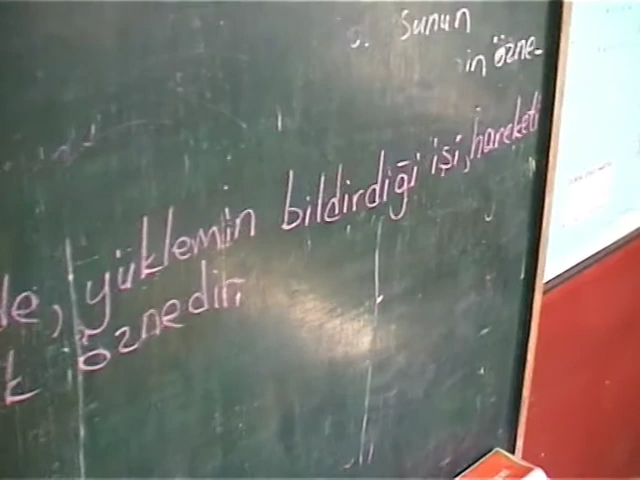 sunun
in özne-
le, yüklemin bildirdiği işi, hareketi
k öznedir.